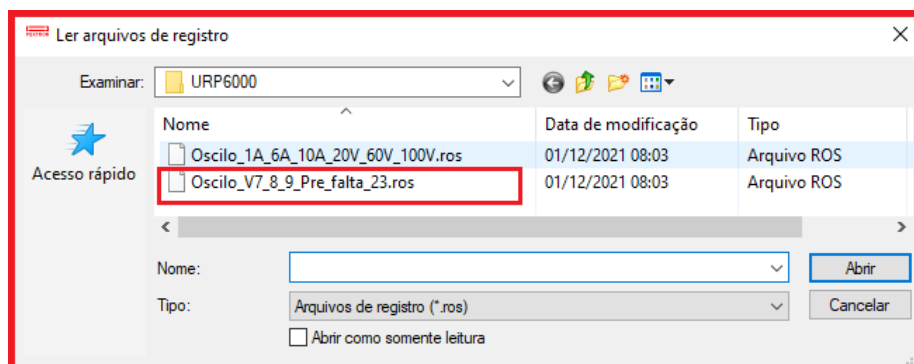 Ler arquivos de registro
Examinar: URP6000
Nome Data de modificação Tipo
Oscilo_1A_6A_10A_20V_60V_100V.ros 01/12/2021 08:03 Arquivo ROS
Acesso rápido
Oscilo_V7_8_9_Pre_falta_23.ros 01/12/2021 08:03 Arquivo ROS
Nome: Abrir
Tipo: Arquivos de registro (*.ros) Cancelar
Abrir como somente leitura